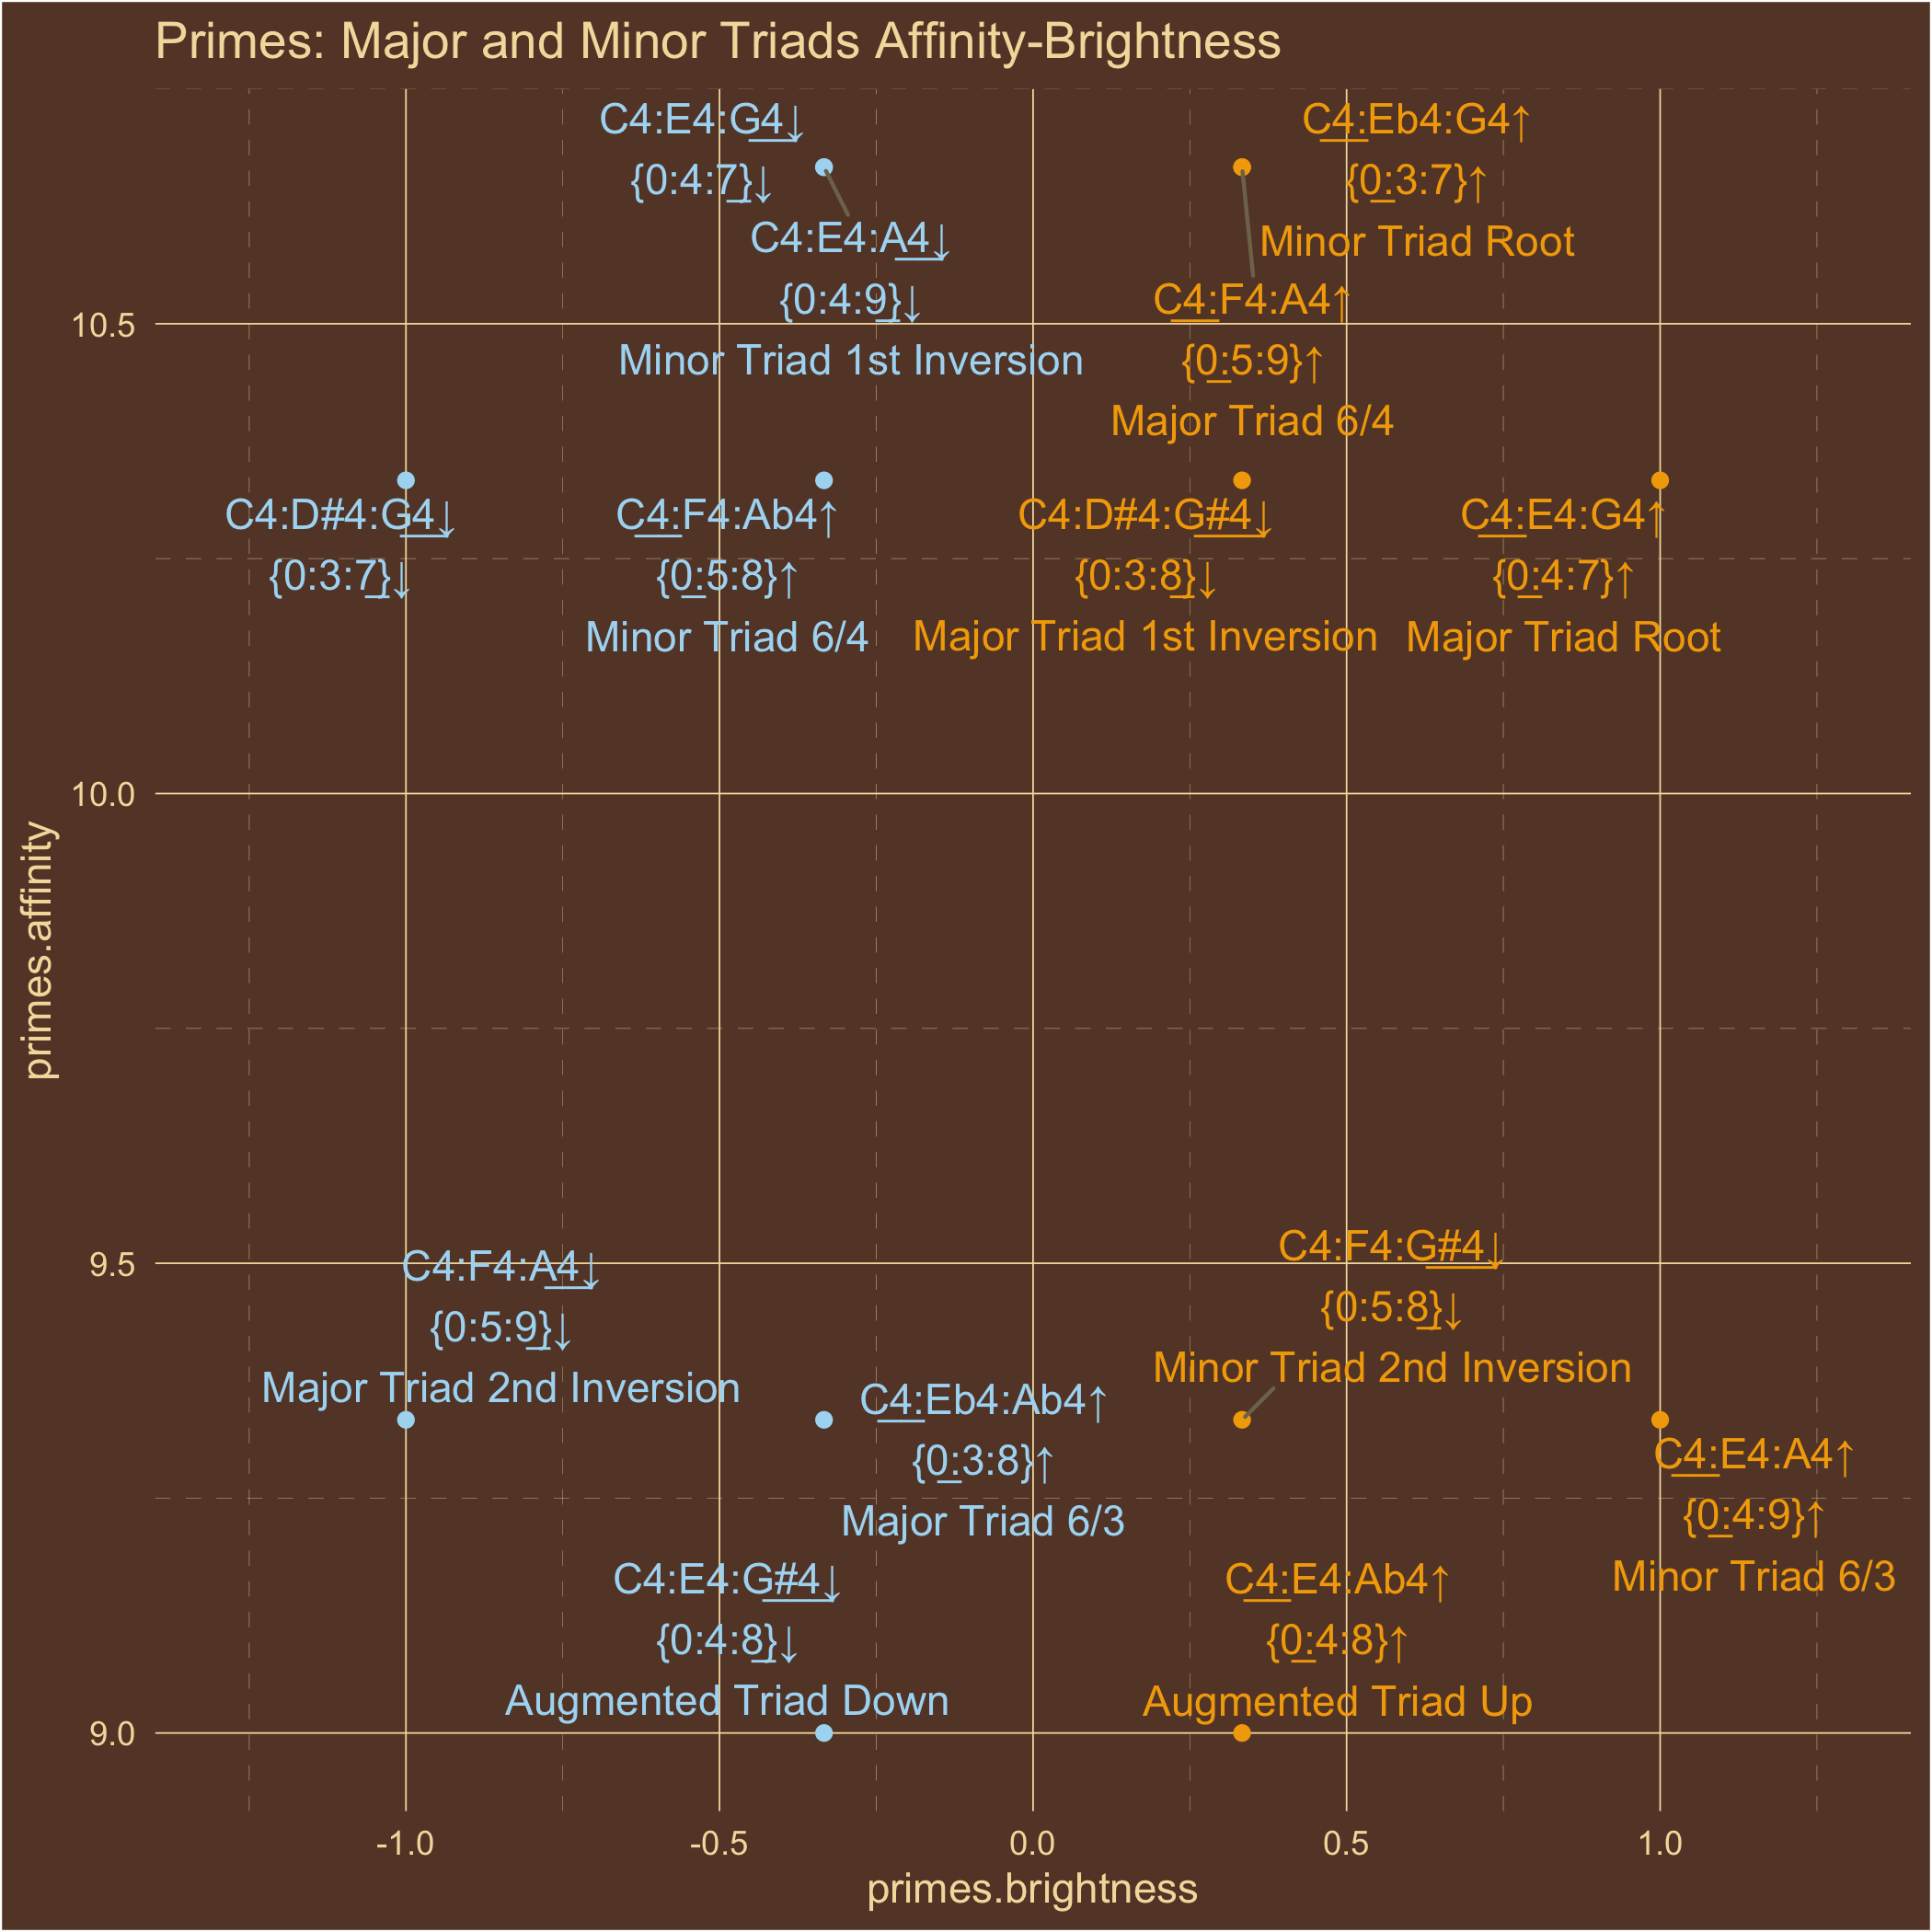 Primes: Major and Minor Triads Affinity-Brightness
C4:E4:G4↓
{0:4:7}↓
C4:Eb4:G4↑
{0:3:7}↑
Minor Triad Root
C4:E4:A4↓
{0:4:9}↓
Minor Triad 1st Inversion
C4:F4:A4↑
{0:5:9}↑
Major Triad 6/4
10.5
C4:D#4:G4↓
{0:3:7}↓
C4:F4:Ab4↑
{0:5:8}↑
Minor Triad 6/4
C4:D#4:G#4↓
{0:3:8}↓
Major Triad 1st Inversion
C4:E4:G4↑
{0:4:7}↑
Major Triad Root
10.0
primes.affinity
9.5
C4:F4:A4↓
{0:5:9}↓
Major Triad 2nd Inversion
C4:F4:G#4↓
{0:5:8}↓
Minor Triad 2nd Inversion
C4:Eb4:Ab4↑
{0:3:8}↑
Major Triad 6/3
C4:E4:A4↑
{0:4:9}↑
Minor Triad 6/3
C4:E4:G#4↓
{0:4:8}↓
Augmented Triad Down
C4:E4:Ab4↑
{0:4:8}↑
Augmented Triad Up
9.0
-1.0
-0.5
0.0
0.5
1.0
primes.brightness